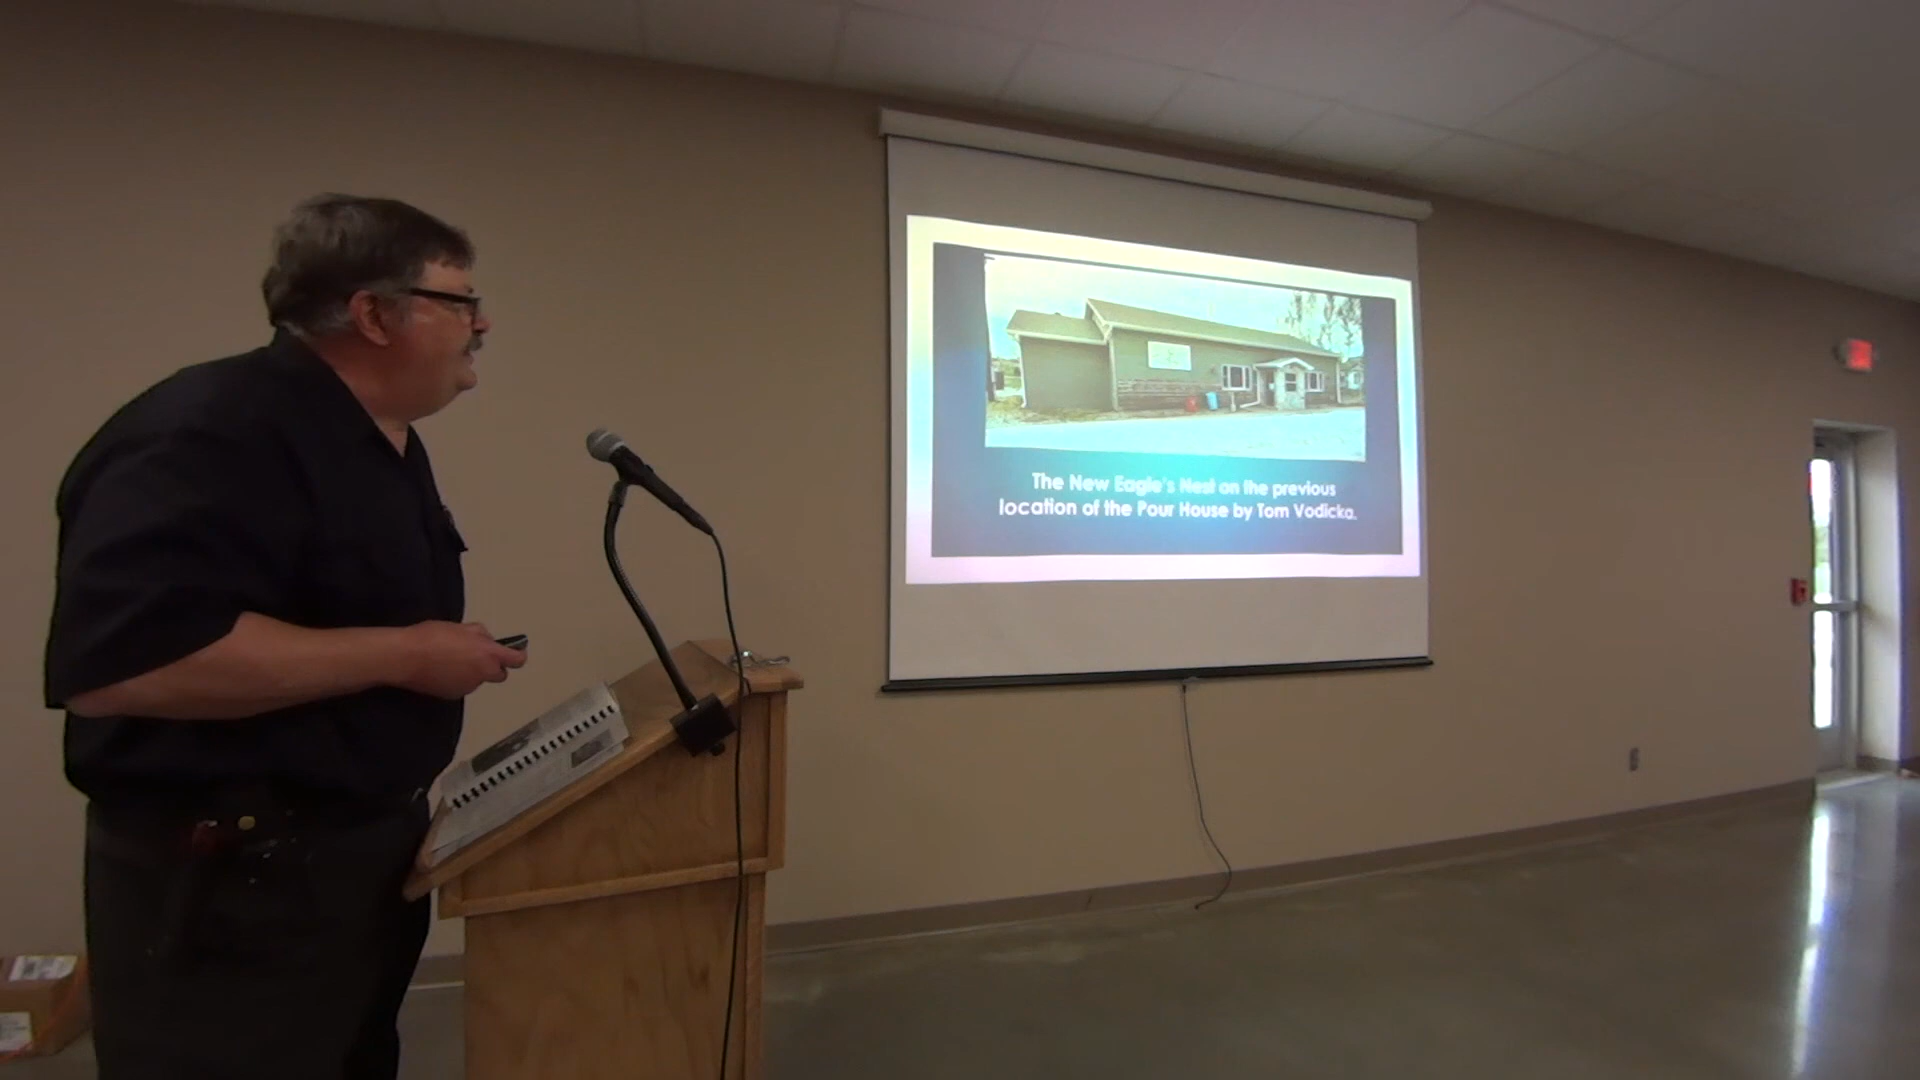 The New Eagle's Nest on the previous
location of the Pour House by Tom Vodicka.